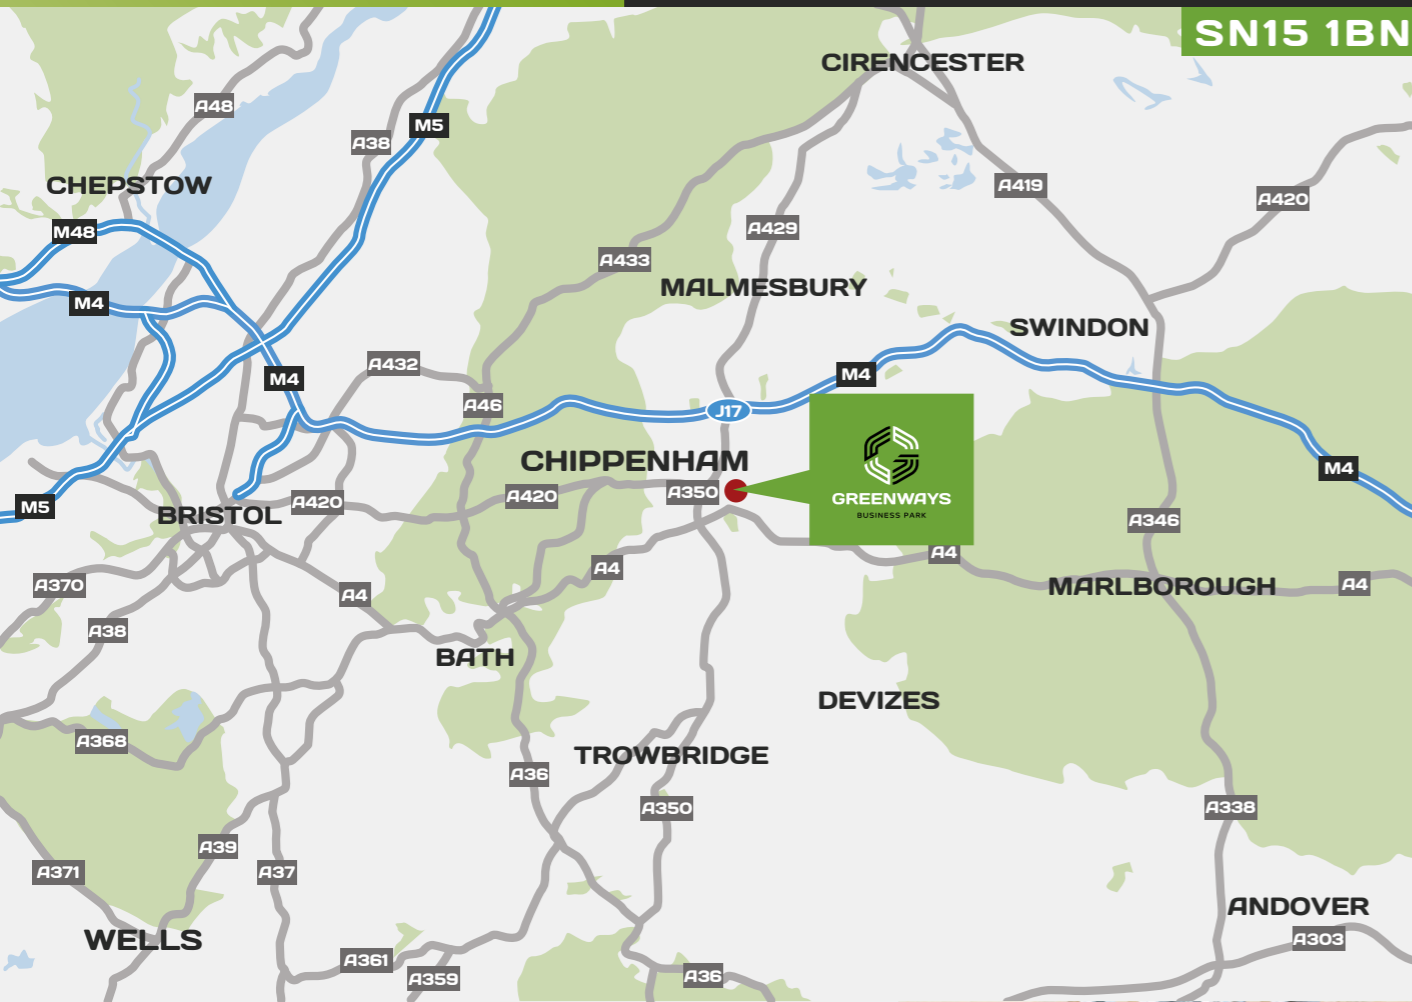 SN15 1BN
CIRENCESTER
A48
M5
A38
CHEPSTOW
A419
A420
M48
A429
A433
MALMESBURY
M4
SWINDON
A432
M4
M4
A46
J17
CHIPPENHAM
M4
A420
A350
GREENWAYS
BUSINESS PARK
M5
A420
BRISTOL
A346
A4
A4
A370
A4
MARLBOROUGH
A4
A38
BATH
DEVIZES
A368
TROWBRIDGE
A36
A350
A338
A39
A371
A37
ANDOVER
WELLS
A303
A361
A359
A36